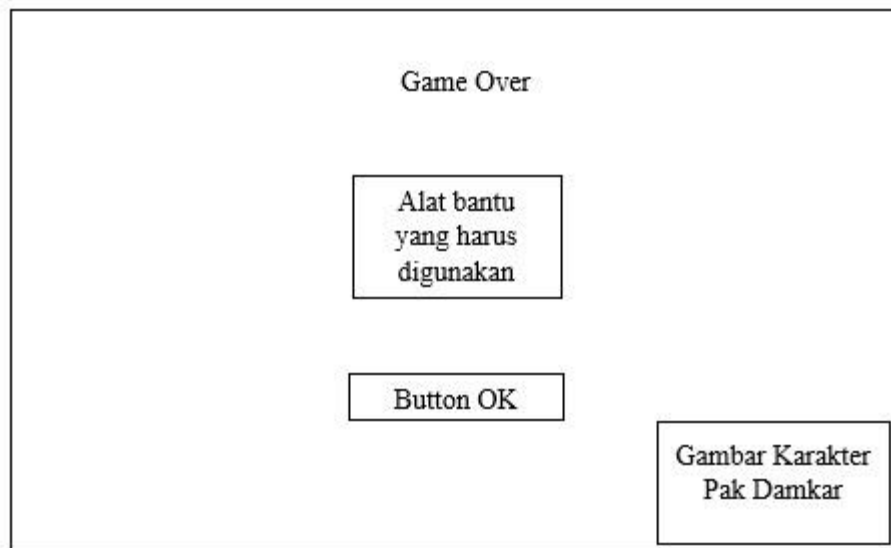 Game Over
Alat bantu
yang harus
digunakan
Button OK
Gambar Karakter
Pak Damkar